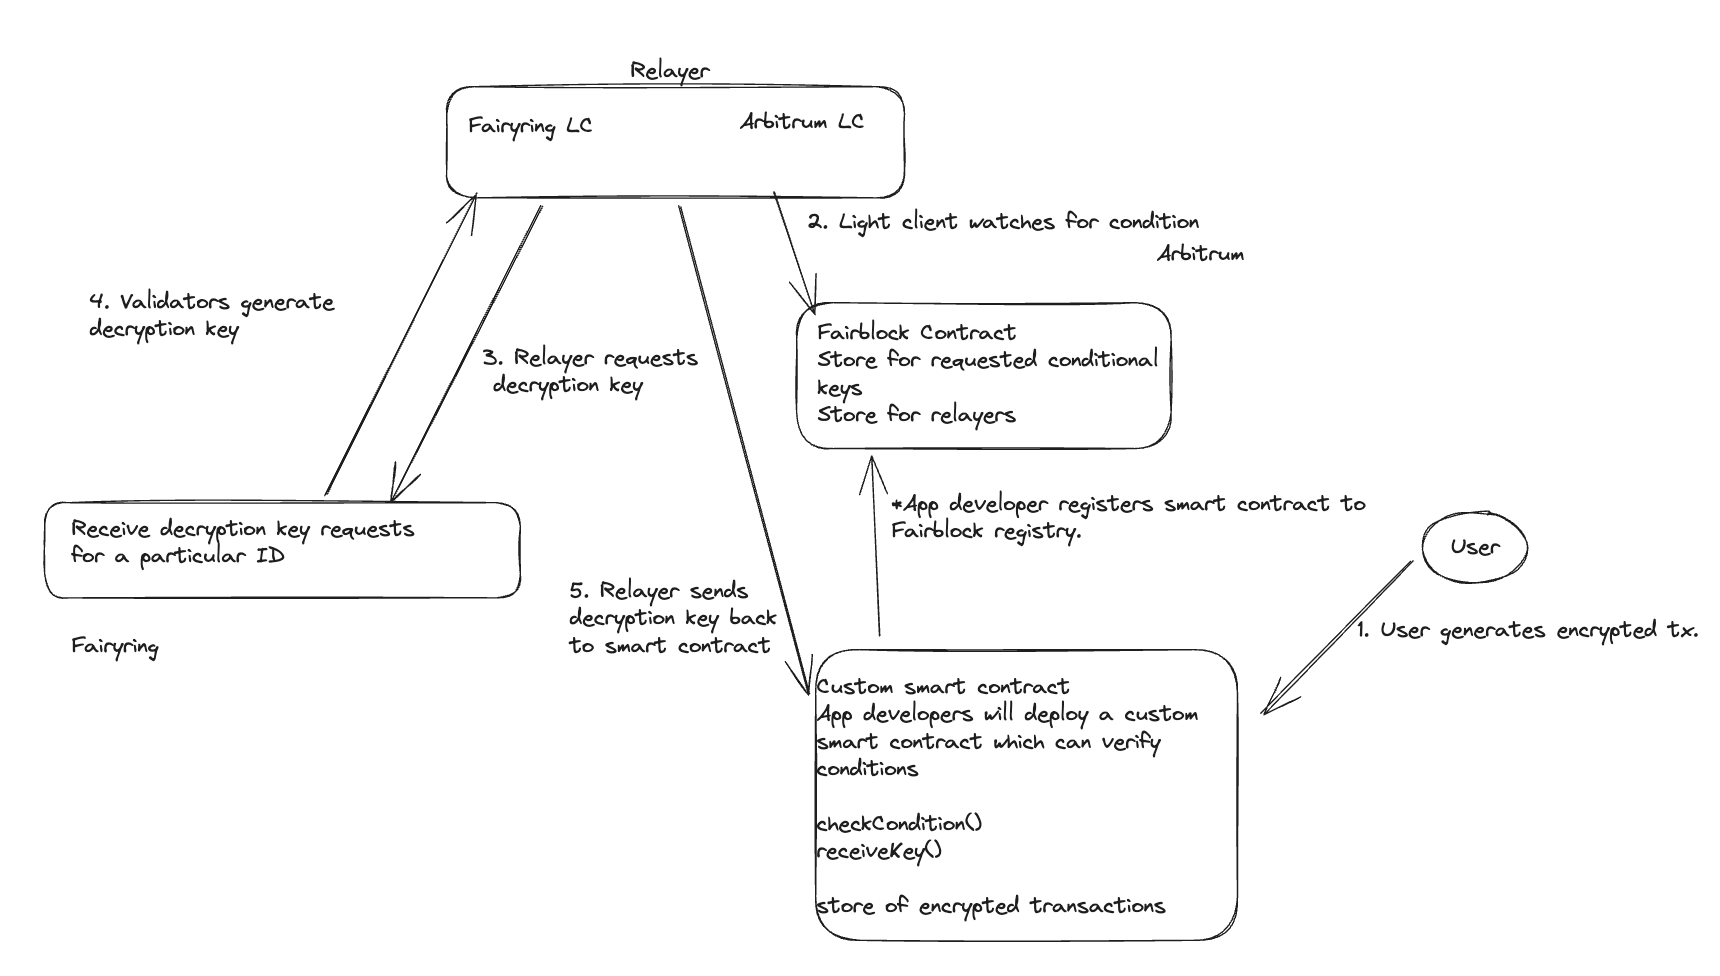 Relayer
Fairyring LC
Arbitrum LC
2. Light client watches for condition
Arbitrum
4. Validators generate
decryption key
3. Relayer requests
decryption key
Fairblock Contract
Store for requested conditional
keys
Store for relayers
*App developer registers smart contract to
Fairblock registry.
Receive decryption key requests
for a particular ID
Fairyring
User
1. User generates encrypted tx.
5. Relayer sends
decryption key back
to smart contract
Custom smart contract
App developers will deploy a custom
smart contract which can verify
conditions
checkCondition()
receiveKey()
store of encrypted transactions